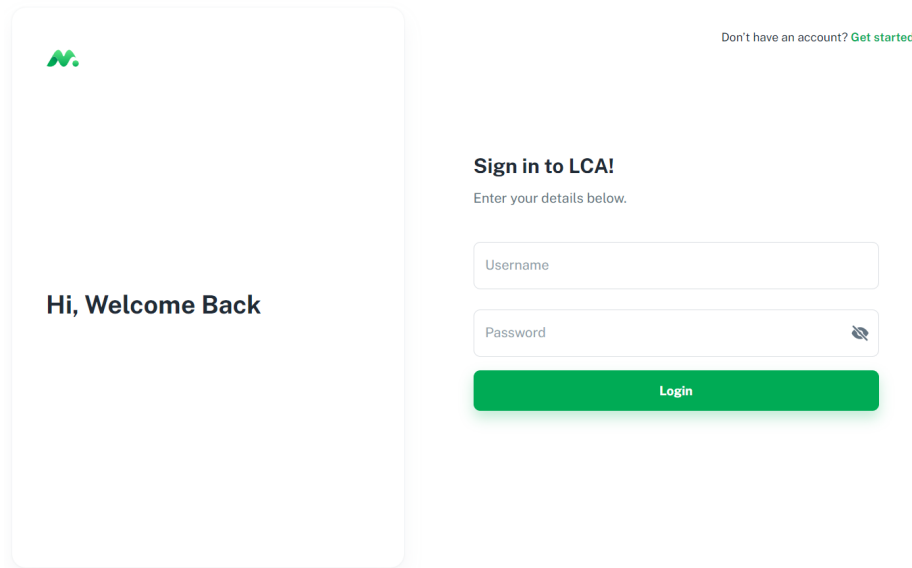 Don't have an account? Get started
Hi, Welcome Back
Sign in to LCA!
Enter your details below.
Username
Password
Login